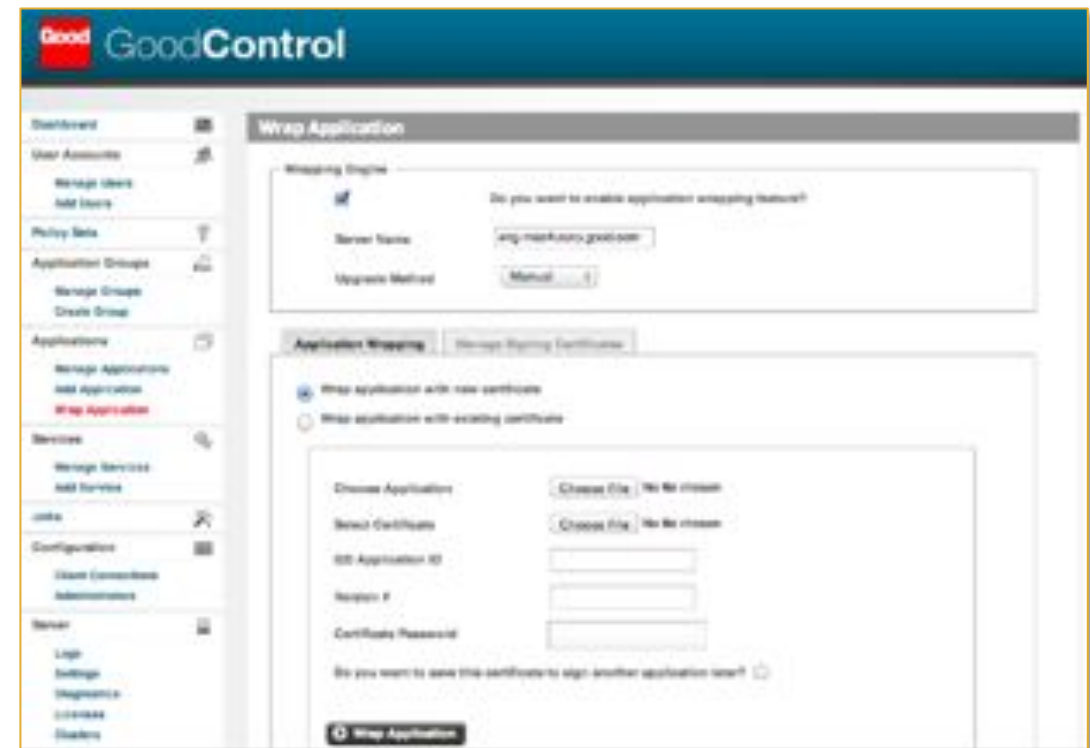 Good GoodControl
Dashboard
User Accounts
Manage Users
Add Users
Policy Sets
Application Groups
Manage Groups
Create Group
Applications
Manage Applications
Add Application
Wrap Application
Services
Manage Services
Add Service
Jobs
Configuration
Client Connections
Administrators
Server
Logs
Settings
Diagnostics
Licenses
Clusters
Wrap Application
Wrapping Engine
Do you want to enable application wrapping feature?
Server Name
Upgrade Method Manual
Application Wrapping Manage Signing Certificates
Wrap application with new certificate
Wrap application with existing certificate
Choose Application Choose File No file chosen
Select Certificate Choose File No file chosen
GD Application ID
Version #
Certificate Password
Do you want to save this certificate to sign another application later?
Wrap Application